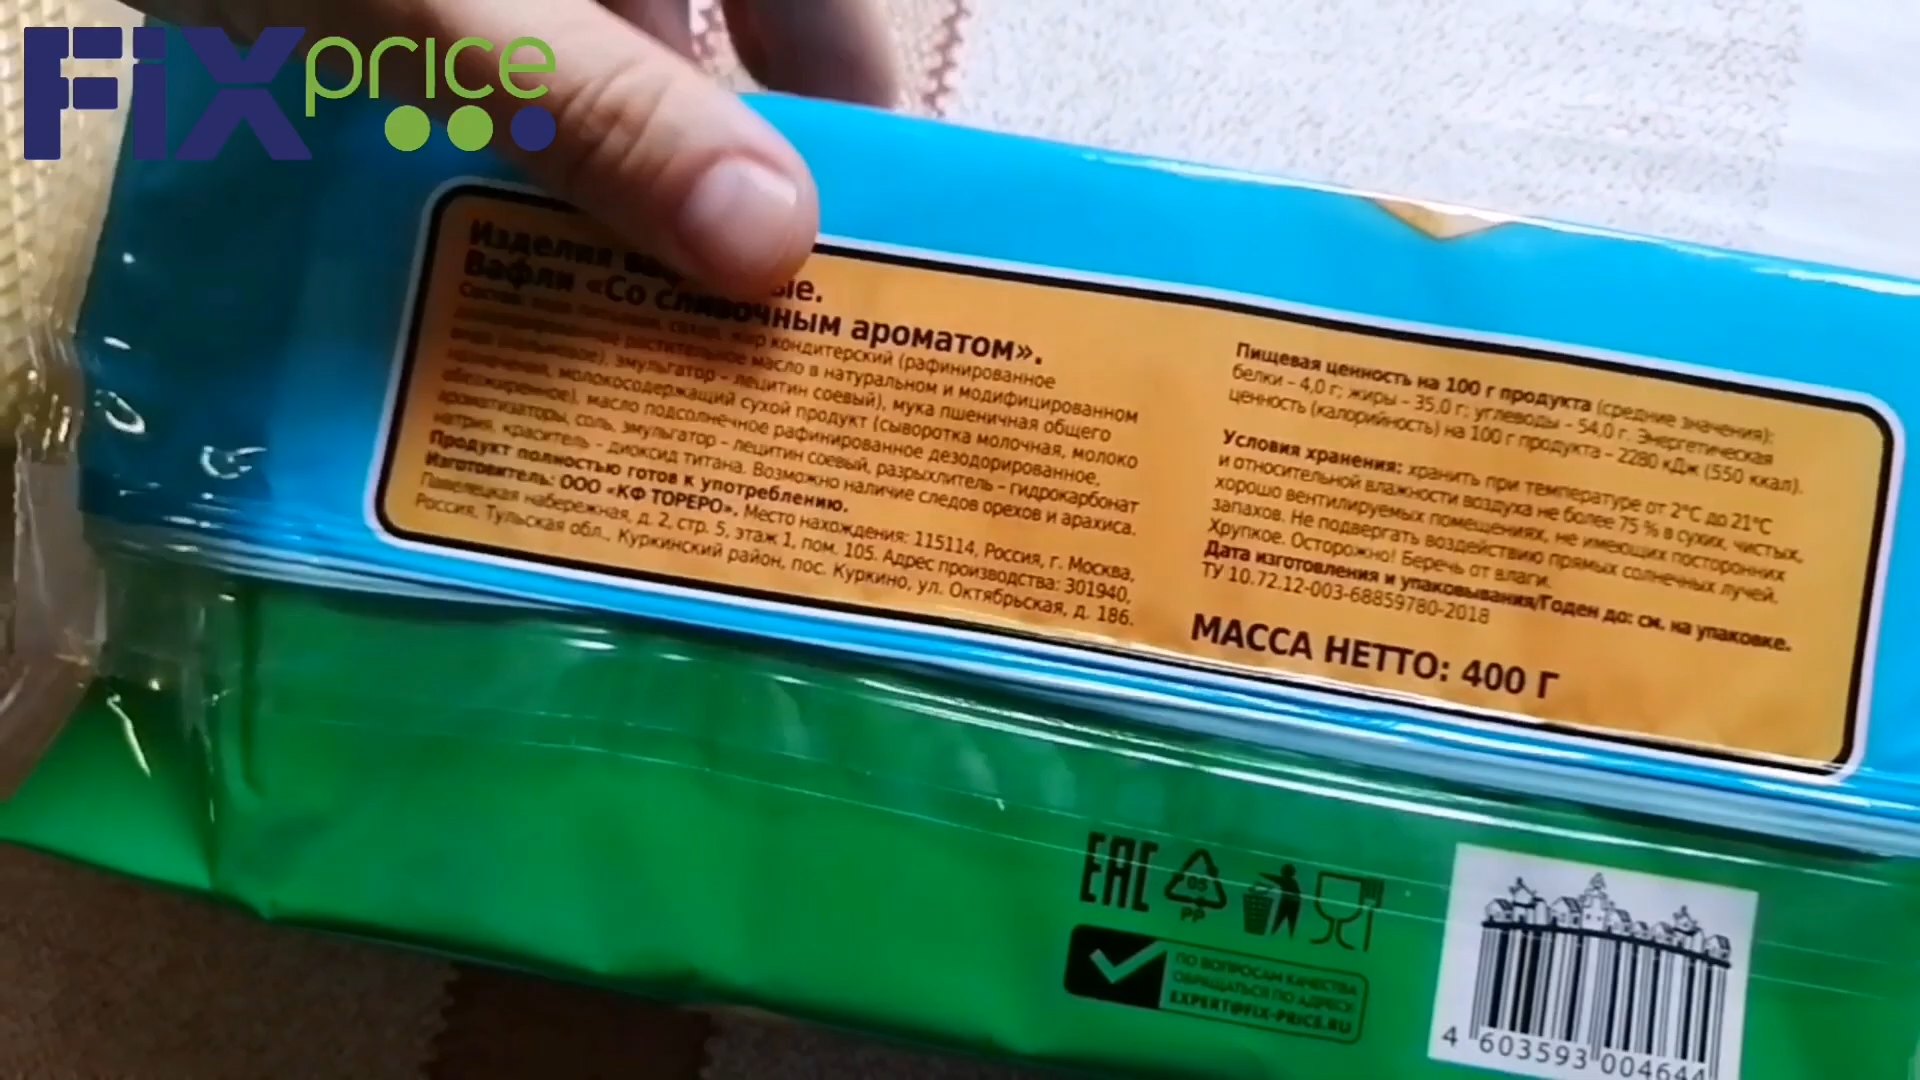 FiX price
Изделия
ые.
Вафли «Со сливочным ароматом».
Состав: кондитерский (рафинированное
растительное масло в натуральном и модифицированном
виде эмульгатор – лецитин соевый), мука пшеничная общего
назначения, молокосодержащий сухой продукт (сыворотка молочная, молоко
обезжиренное), масло подсолнечное рафинированное дезодорированное,
ароматизаторы, соль, эмульгатор – лецитин соевый, разрыхлитель – гидрокарбонат
натрия, краситель – диоксид титана. Возможно наличие следов орехов и арахиса.
Продукт полностью готов к употреблению.
Изготовитель: ООО «КФ ТОРЕРО». Место нахождения: 115114, Россия, г. Москва,
Павелецкая набережная, д. 2, стр. 5, этаж 1, пом. 105. Адрес производства: 301940,
Россия, Тульская обл., Куркинский район, пос. Куркино, ул. Октябрьская, д. 186.
Пищевая ценность на 100 г продукта (средние значения):
белки – 4,0 г; жиры – 35,0 г; углеводы – 54,0 г. Энергетическая
ценность (калорийность) на 100 г продукта – 2280 кДж (550 ккал).
Условия хранения: хранить при температуре от 2°С до 21°С
и относительной влажности воздуха не более 75 % в сухих, чистых,
хорошо вентилируемых помещениях, не имеющих посторонних
запахов. Не подвергать воздействию прямых солнечных лучей.
Хрупкое. Осторожно! Беречь от влаги.
Дата изготовления и упаковывания/Годен до: см. на упаковке.
ТУ 10.72.12-003-68859780-2018
МАССА НЕТТО: 400 Г
EAC
05
PP
ПО ВОПРОСАМ КАЧЕСТВА
ОБРАЩАТЬСЯ ПО АДРЕСУ:
EXPERT@FIX-PRICE.RU
4 603593 004644